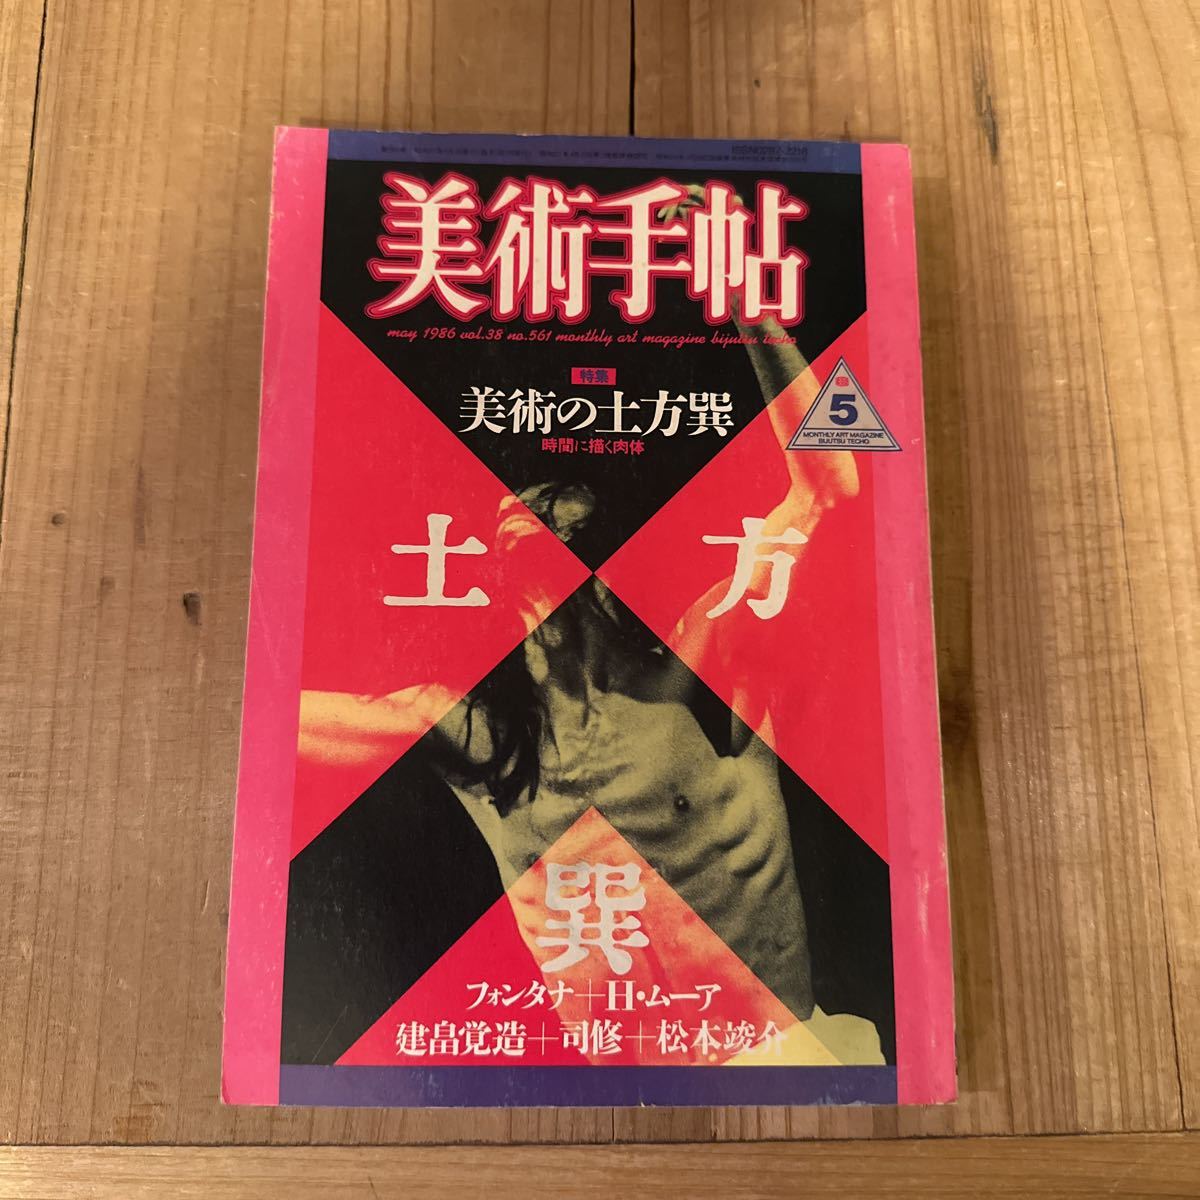 ISSN0287-2218
美術手帖
may 1986 vol.38 no.561 monthly art magazine bijutsu techo
特集
美術の土方巽
時間に描く肉体
5
MONTHLY ART MAGAZINE
BIJUTSU TECHO
土方
巽
フォンタナ+H・ムーア
建畠覚造+司修+松本竣介